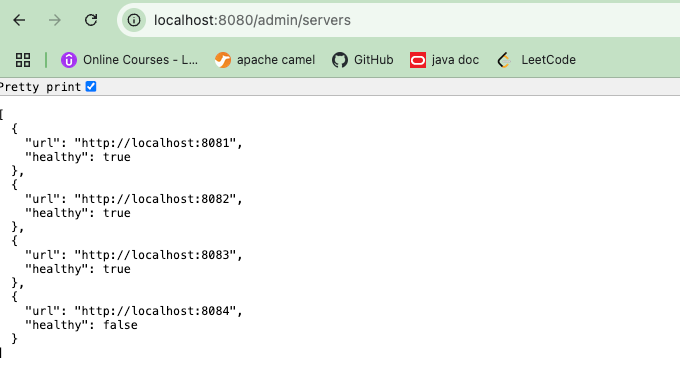 localhost:8080/admin/servers
Online Courses - L... apache camel GitHub java doc LeetCode
Pretty print
[
  {
    "url": "http://localhost:8081",
    "healthy": true
  },
  {
    "url": "http://localhost:8082",
    "healthy": true
  },
  {
    "url": "http://localhost:8083",
    "healthy": true
  },
  {
    "url": "http://localhost:8084",
    "healthy": false
  }
]